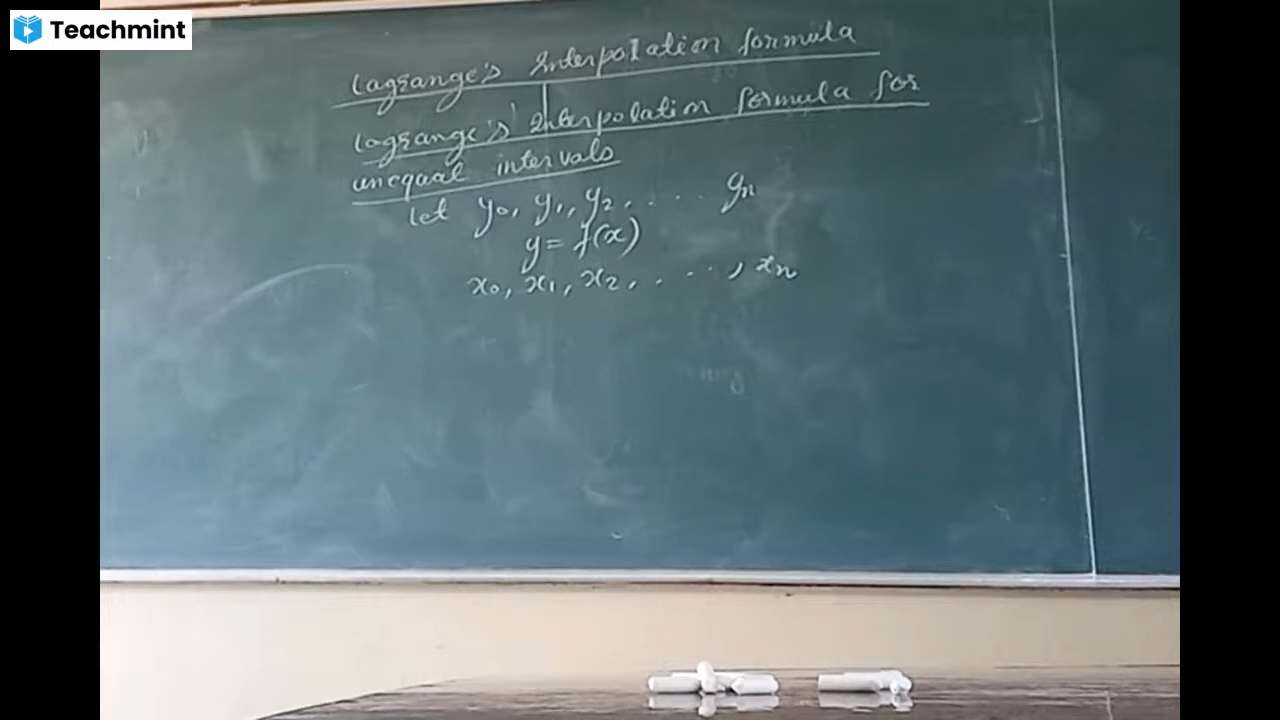 Teachmint
Lagrange's Interpolation formula
Lagrange's Interpolation formula for
unequal intervals
Let y₀, y₁, y₂, . . . . yₙ
y = f(x)
x₀, x₁, x₂, . . . . , xₙ